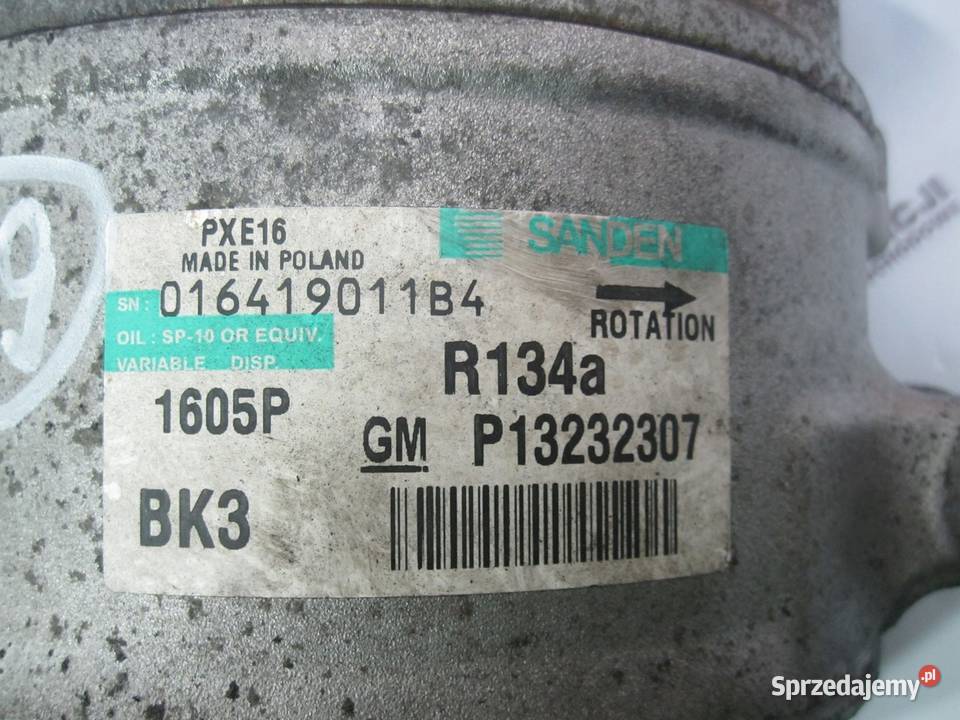 9
PXE16
MADE IN POLAND
SANDEN
SN: 016419011B4
ROTATION
OIL : SP-10 OR EQUIV.
VARIABLE DISP.
R134a
1605P
GM P13232307
BK3
Sprzedajemy.pl